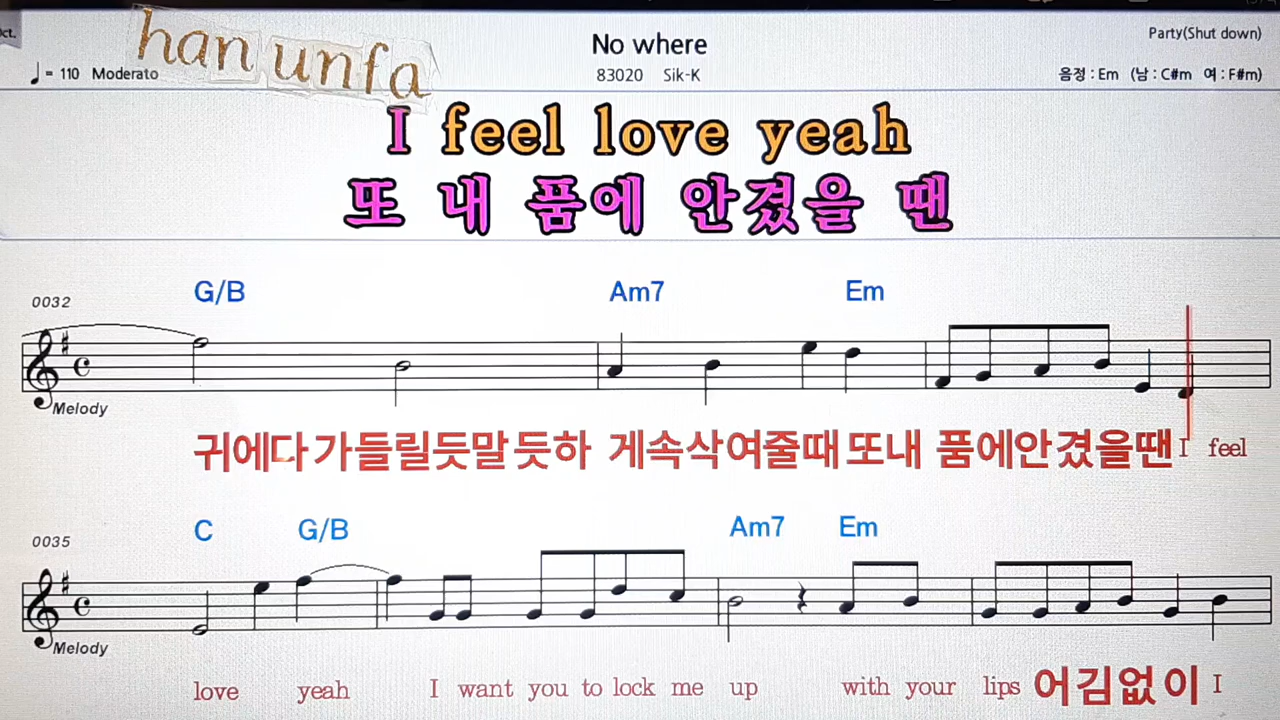 han unfa
No where
Party(Shut down)
♩= 110 Moderato
83020 Sik-K
음정 : Em (남 : C#m 여 : F#m)
I feel love yeah
또 내 품에 안겼을 땐
0032
G/B Am7 Em
Melody
귀에다가들릴듯말듯하 게속삭여줄때또내 품에안겼을땐I feel
0035
C G/B Am7 Em
Melody
love yeah I want you to lock me up with your lips 어김없이 I